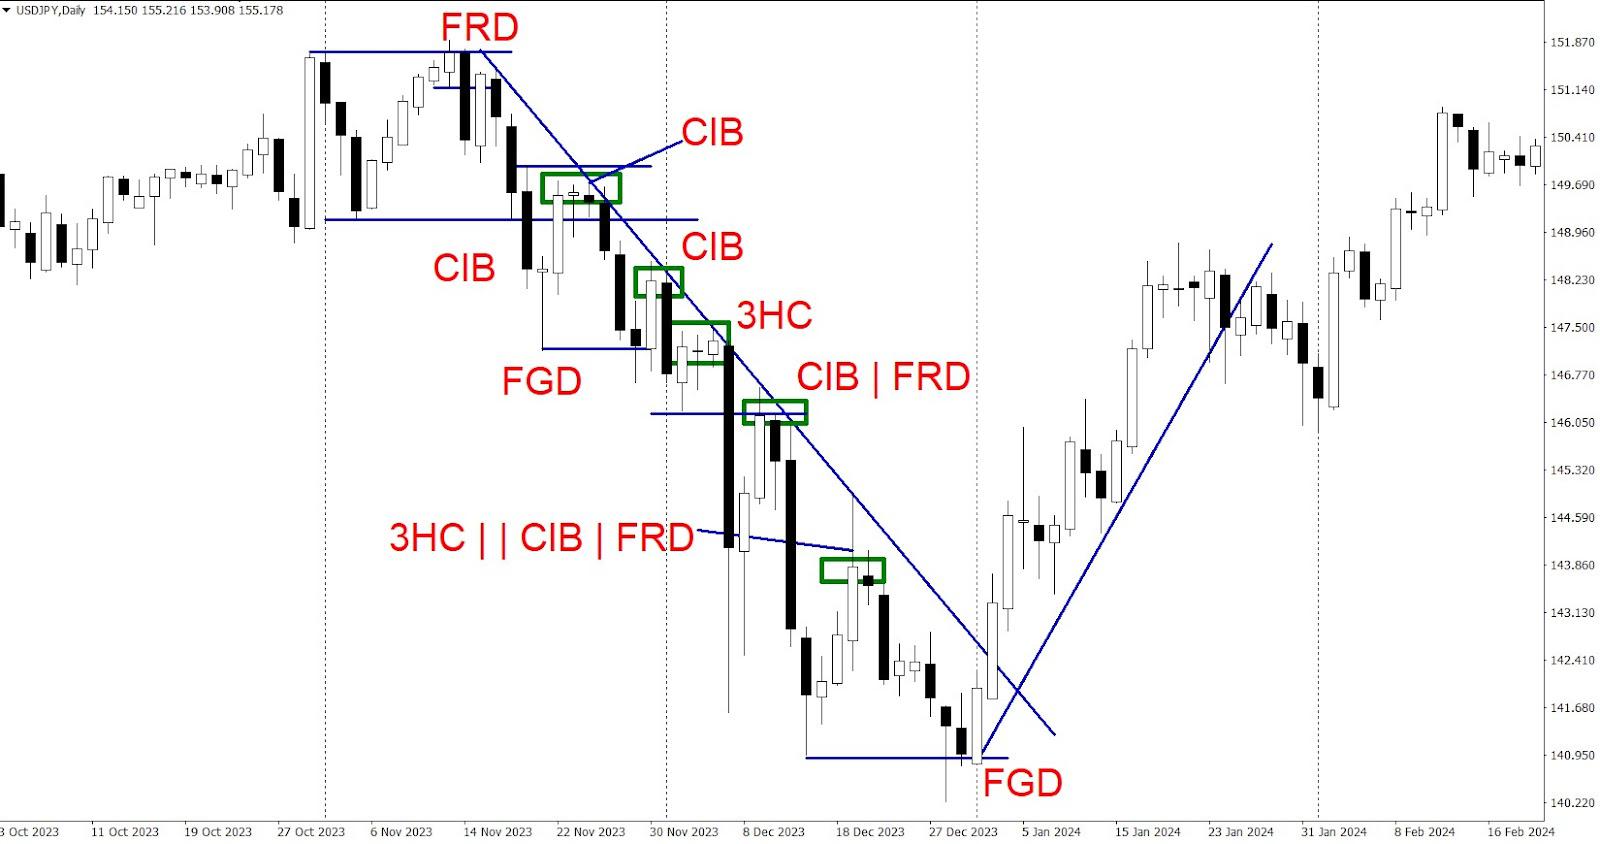 USDJPY,Daily 154.150 155.216 153.908 155.178
FRD
CIB
CIB
CIB
3HC
FGD
CIB | FRD
3HC | | CIB | FRD
FGD
151.870
151.140
150.410
149.690
148.960
148.230
147.500
146.770
146.050
145.320
144.590
143.860
143.130
142.410
141.680
140.950
140.220
3 Oct 2023
11 Oct 2023
19 Oct 2023
27 Oct 2023
6 Nov 2023
14 Nov 2023
22 Nov 2023
30 Nov 2023
8 Dec 2023
18 Dec 2023
27 Dec 2023
5 Jan 2024
15 Jan 2024
23 Jan 2024
31 Jan 2024
8 Feb 2024
16 Feb 2024